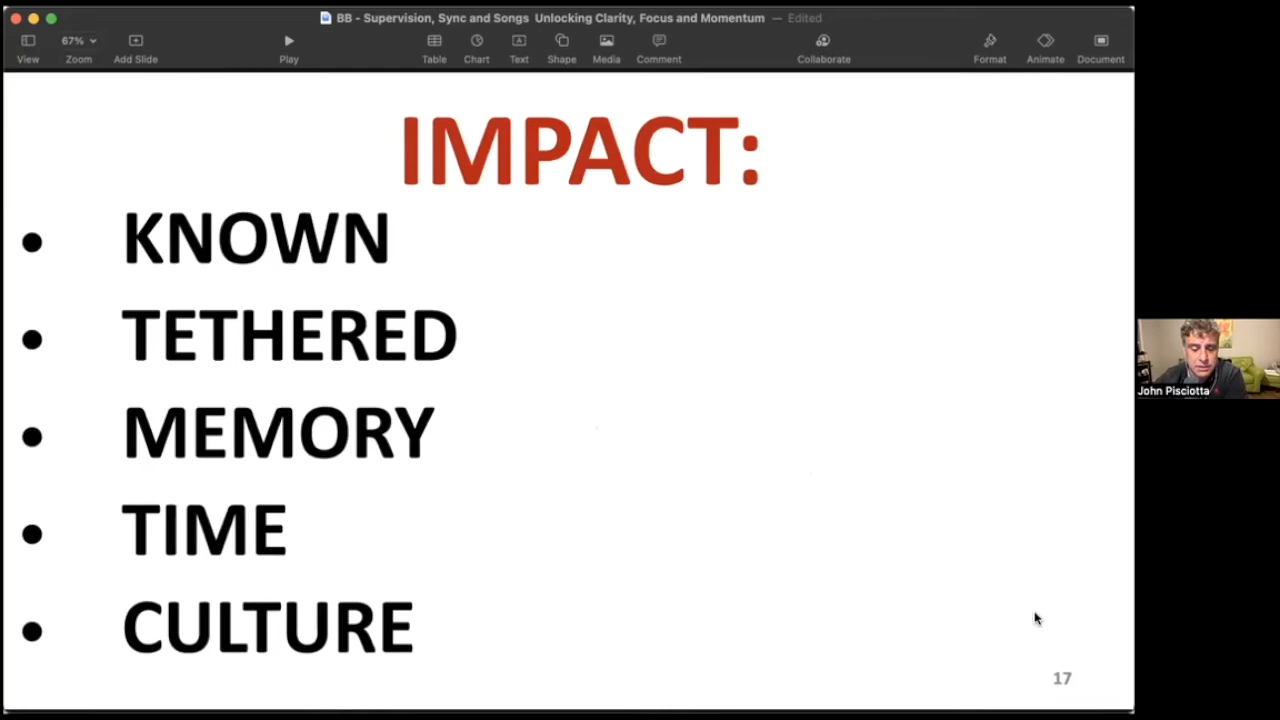 BB - Supervision, Sync and Songs  Unlocking Clarity, Focus and Momentum — Edited
67%
View Zoom Add Slide Play Table Chart Text Shape Media Comment Collaborate Format Animate Document
IMPACT:
• KNOWN
• TETHERED
• MEMORY
• TIME
• CULTURE
17
John Pisciotta